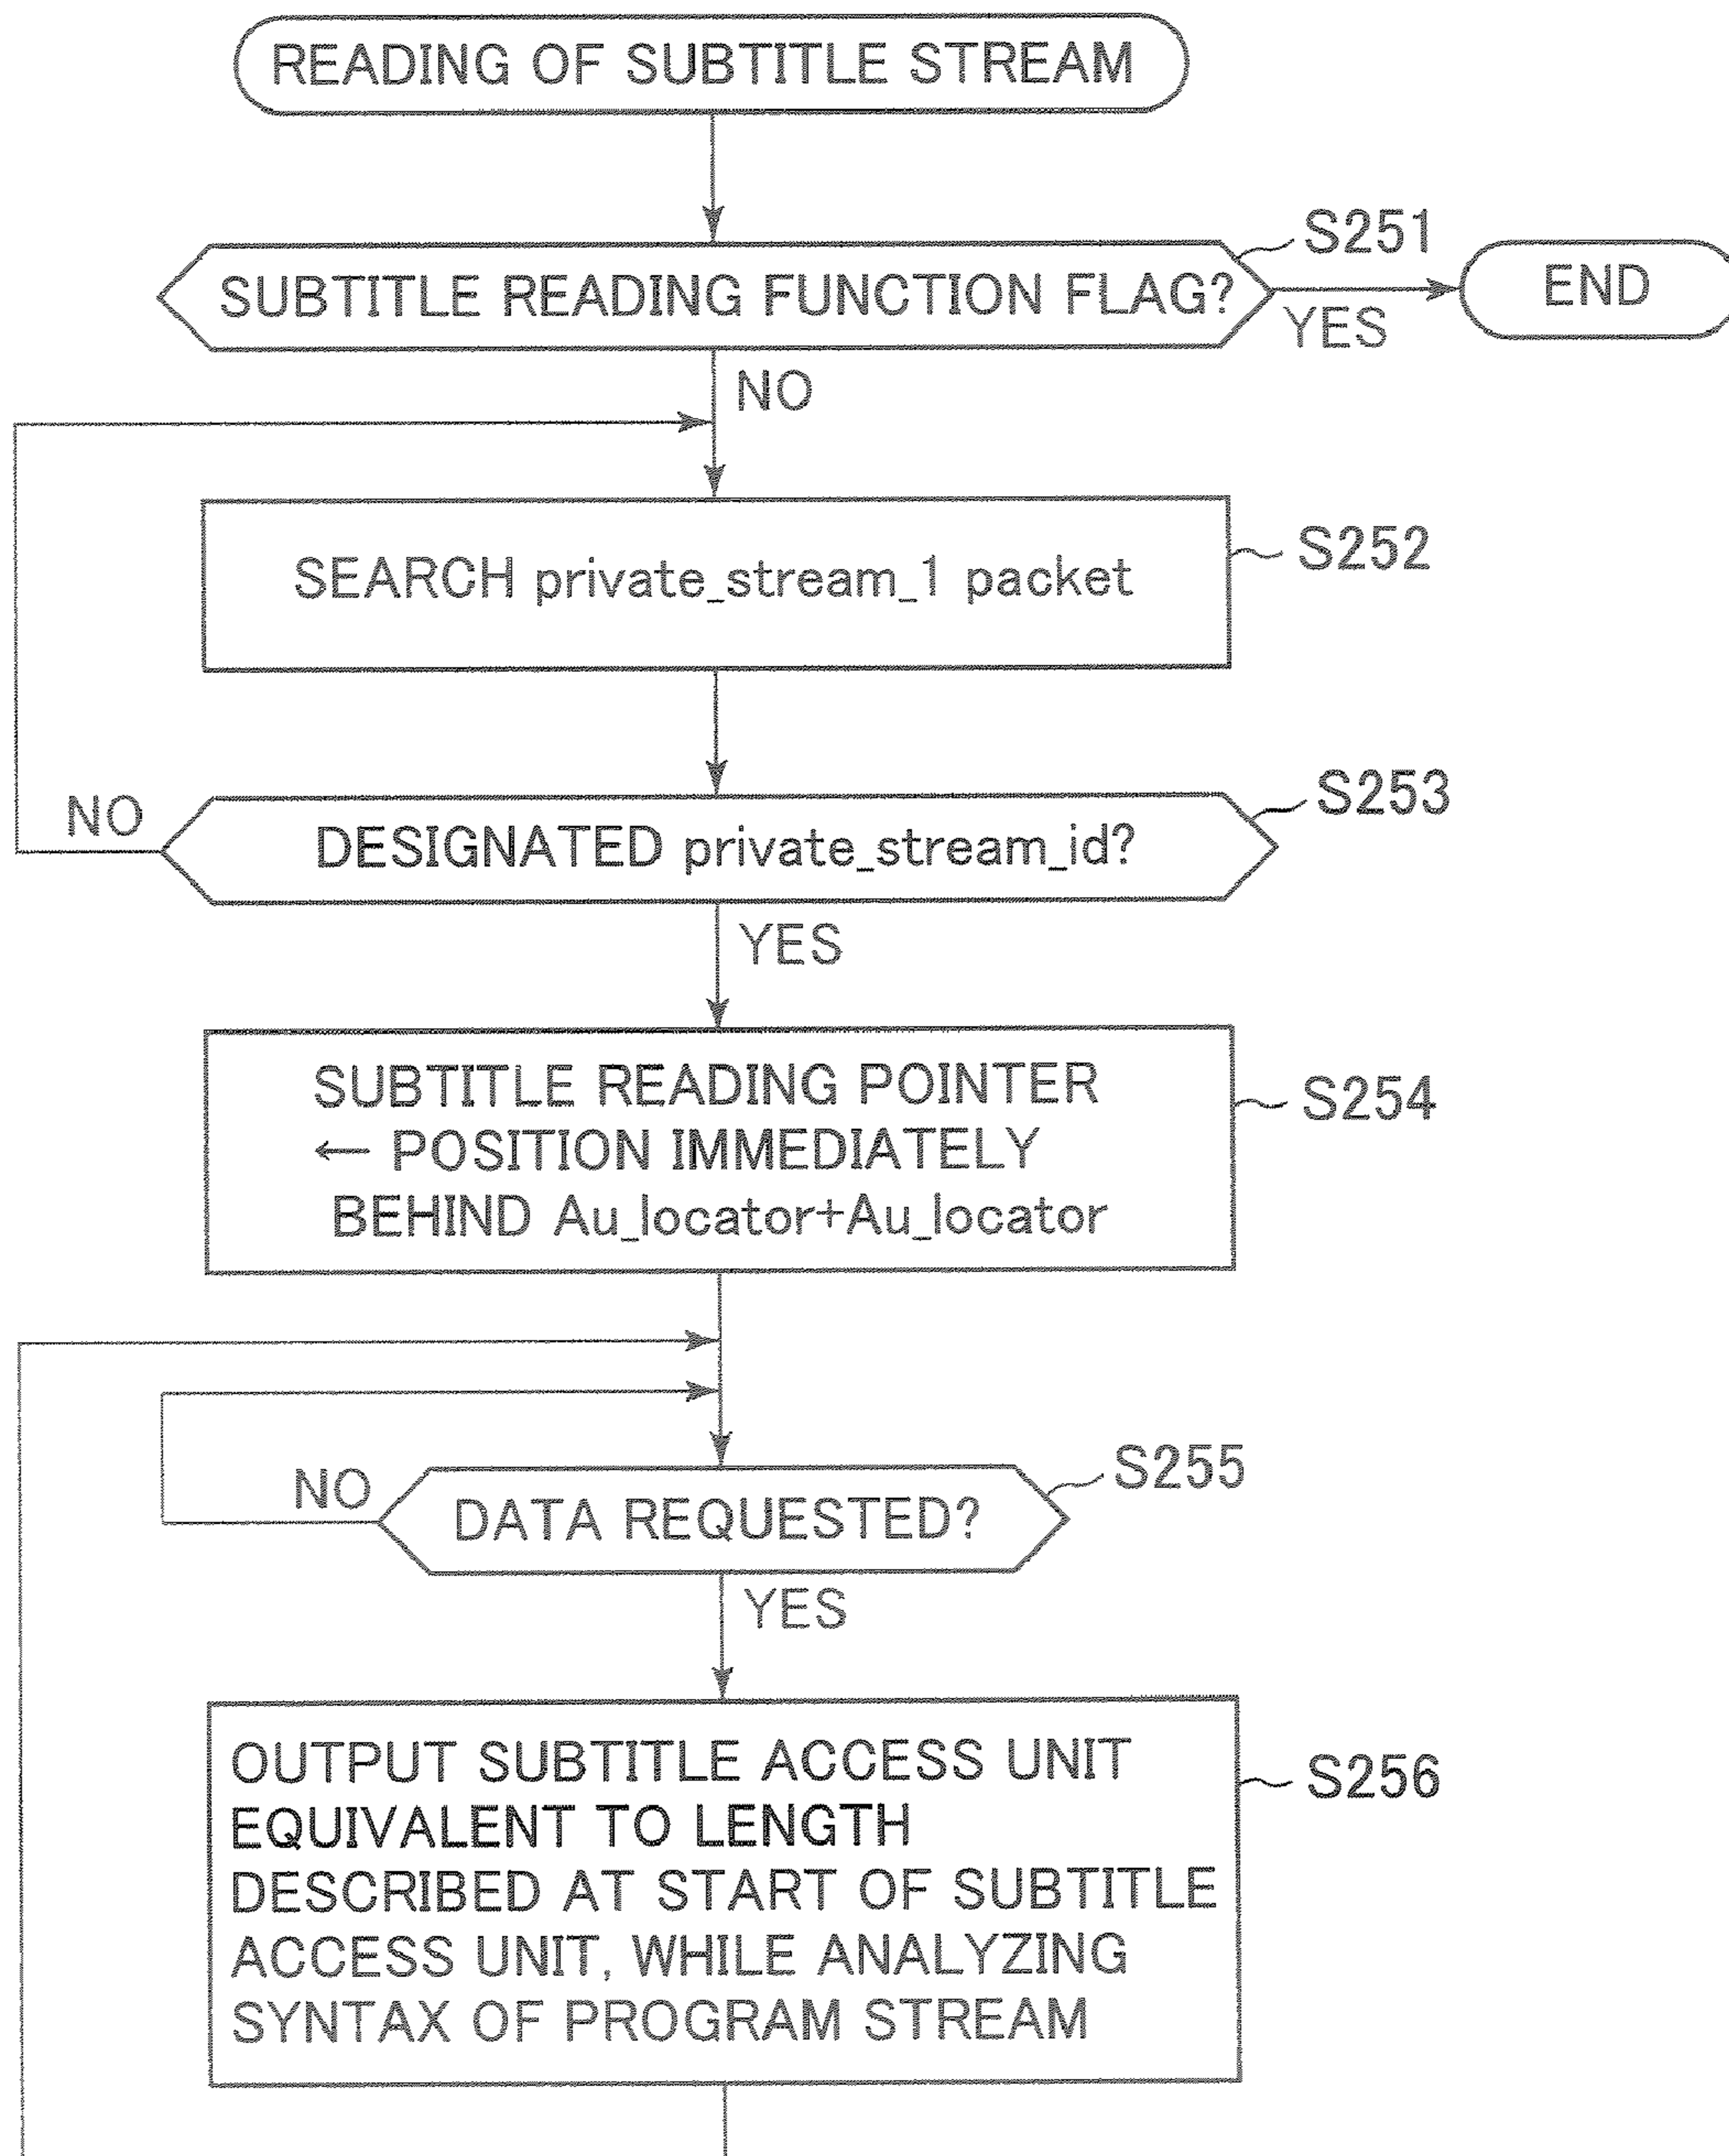 READING OF SUBTITLE STREAM
S251
SUBTITLE READING FUNCTION FLAG?
YES
END
NO
SEARCH private_stream_1 packet
S252
NO
DESIGNATED private_stream_id?
S253
YES
SUBTITLE READING POINTER
← POSITION IMMEDIATELY
BEHIND Au_locator+Au_locator
S254
NO
DATA REQUESTED?
S255
YES
OUTPUT SUBTITLE ACCESS UNIT
EQUIVALENT TO LENGTH
DESCRIBED AT START OF SUBTITLE
ACCESS UNIT, WHILE ANALYZING
SYNTAX OF PROGRAM STREAM
S256